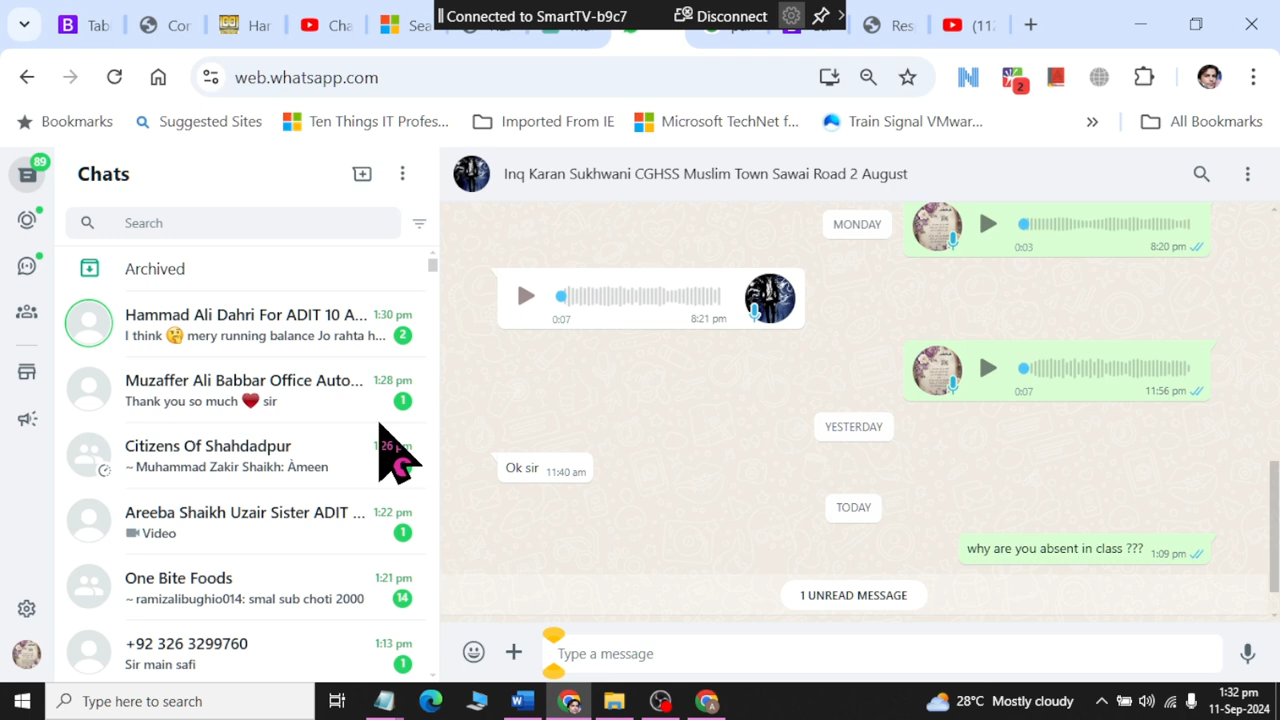 Connected to SmartTV-b9c7 Disconnect
Tab Cor Har Cha Sea Res (11
web.whatsapp.com 2
Bookmarks Suggested Sites Ten Things IT Profes... Imported From IE Microsoft TechNet f... Train Signal VMwar... » All Bookmarks
89
Chats
Search
Archived
Hammad Ali Dahri For ADIT 10 A... 1:30 pm
I think 🤔 mery running balance Jo rahta h... 2
Muzaffer Ali Babbar Office Auto... 1:28 pm
Thank you so much ❤️ sir 1
Citizens Of Shahdadpur 1:26 pm
~ Muhammad Zakir Shaikh: Àmeen
Areeba Shaikh Uzair Sister ADIT ... 1:22 pm
Video 1
One Bite Foods 1:21 pm
~ ramizalibughio014: smal sub choti 2000 14
+92 326 3299760 1:13 pm
Sir main safi 1
Inq Karan Sukhwani CGHSS Muslim Town Sawai Road 2 August
MONDAY
0:03 8:20 pm
0:07 8:21 pm
0:07 11:56 pm
YESTERDAY
Ok sir 11:40 am
TODAY
why are you absent in class ??? 1:09 pm
1 UNREAD MESSAGE
Type a message
Type here to search
28°C Mostly cloudy
1:32 pm
11-Sep-2024